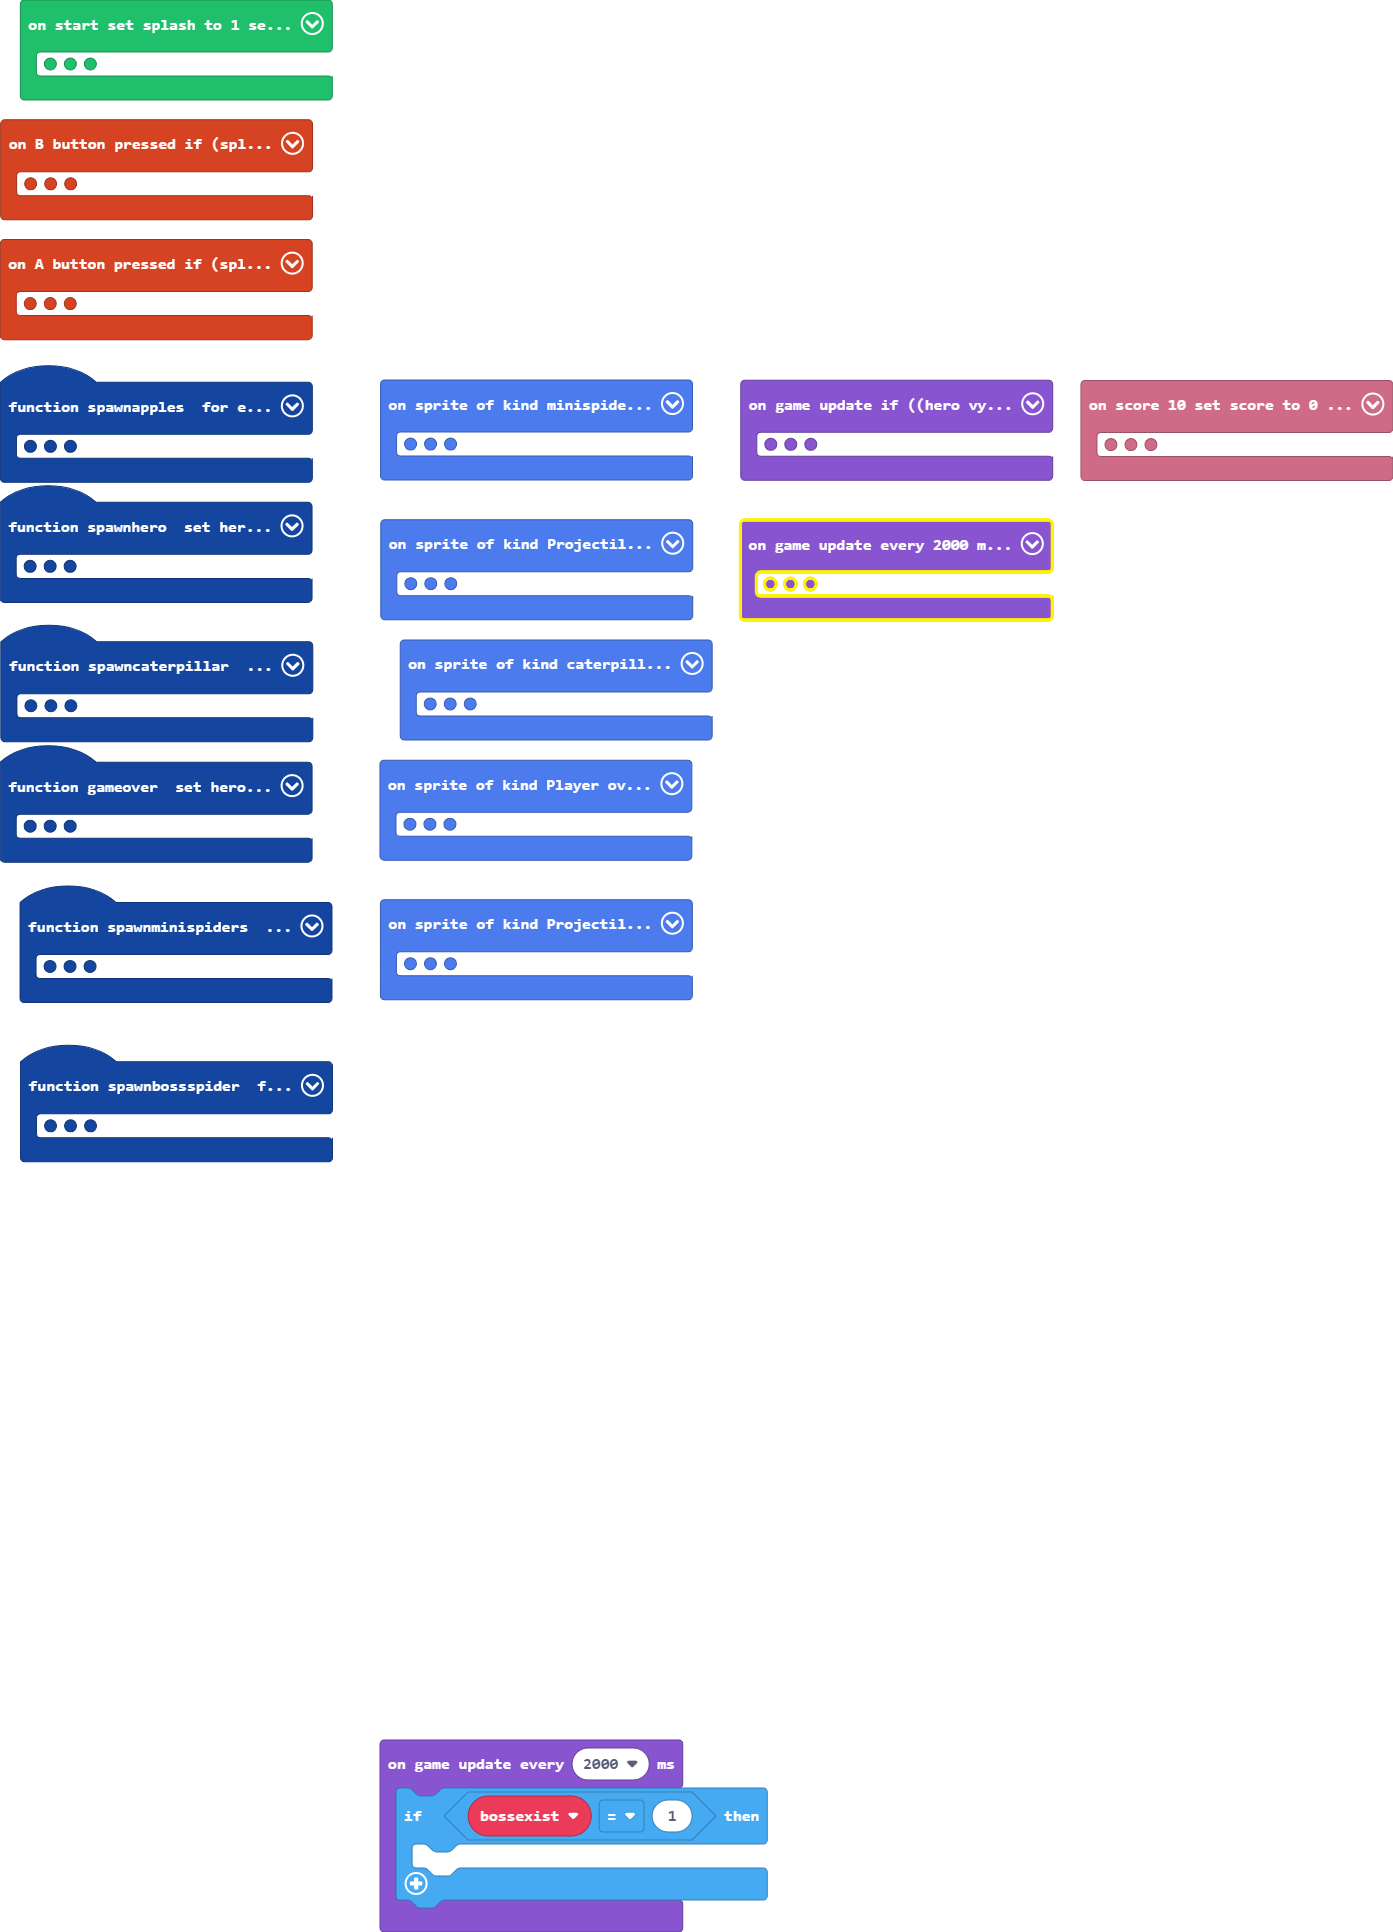 on start set splash to 1 se...
on B button pressed if (spl...
on A button pressed if (spl...
function spawnapples for e...
on sprite of kind minispide...
on game update if ((hero vy...
on score 10 set score to 0 ...
function spawnhero set her...
on sprite of kind Projectil...
on game update every 2000 m...
function spawncaterpillar ...
on sprite of kind caterpill...
function gameover set hero...
on sprite of kind Player ov...
function spawnminispiders ...
on sprite of kind Projectil...
function spawnbossspider f...
on game update every 2000 ms
if bossexist = 1 then